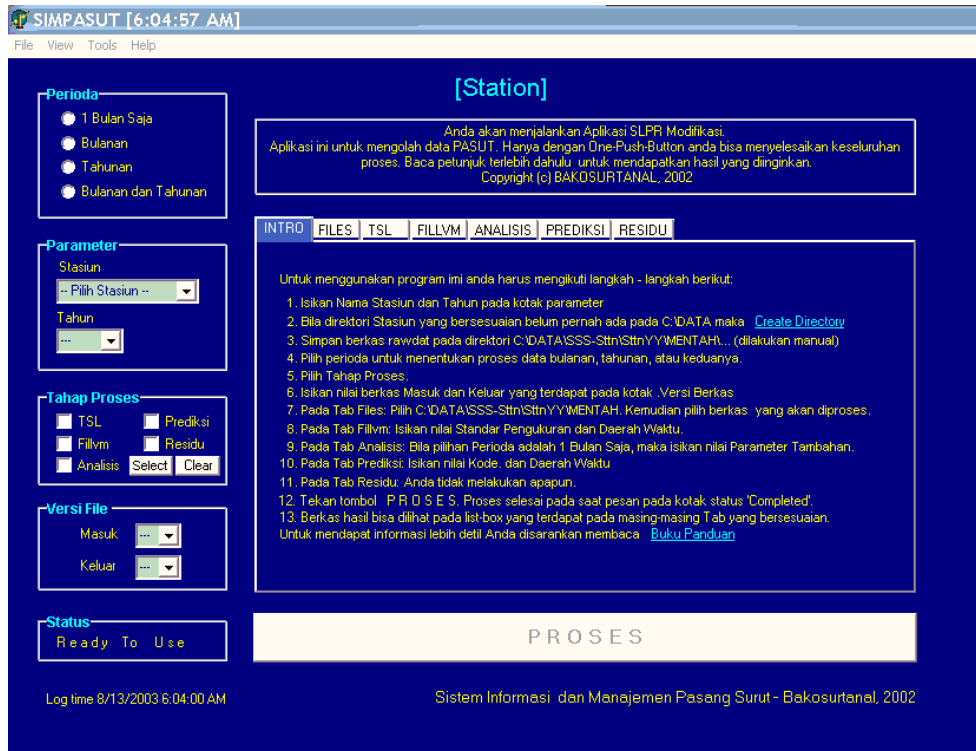 SIMPASUT [6:04:57 AM]
File View Tools Help
[Station]
Perioda
1 Bulan Saja
Bulanan
Tahunan
Bulanan dan Tahunan
Anda akan menjalankan Aplikasi SLPR Modifikasi.
Aplikasi ini untuk mengolah data PASUT. Hanya dengan One-Push-Button anda bisa menyelesaikan keseluruhan
proses. Baca petunjuk terlebih dahulu untuk mendapatkan hasil yang diinginkan.
Copyright (c) BAKOSURTANAL, 2002
Parameter
Stasiun
-- Pilih Stasiun --
Tahun
---
Tahap Proses
TSL Prediksi
Fillvm Residu
Analisis Select Clear
Versi File
Masuk ---
Keluar ---
Status
Ready To Use
Log time 8/13/2003 6:04:00 AM
INTRO FILES TSL FILLVM ANALISIS PREDIKSI RESIDU
Untuk menggunakan program imi anda harus mengikuti langkah - langkah berikut:
1. Isikan Nama Stasiun dan Tahun pada kotak parameter
2. Bila direktori Stasiun yang bersesuaian belum pernah ada pada C:\DATA maka Create Directory
3. Simpan berkas rawdat pada direktori C:\DATA\SSS-Sttn\SttnYY\MENTAH\... (dilakukan manual)
4. Pilih perioda untuk menentukan proses data bulanan, tahunan, atau keduanya.
5. Pilih Tahap Proses.
6. Isikan nilai berkas Masuk dan Keluar yang terdapat pada kotak .Versi Berkas
7. Pada Tab Files: Pilih C:\DATA\SSS-Sttn\SttnYY\MENTAH. Kemudian pilih berkas yang akan diproses.
8. Pada Tab Fillvm: Isikan nilai Standar Pengukuran dan Daerah Waktu.
9. Pada Tab Analisis: Bila pilihan Perioda adalah 1 Bulan Saja, maka isikan nilai Parameter Tambahan.
10. Pada Tab Prediksi: Isikan nilai Kode. dan Daerah Waktu
11. Pada Tab Residu: Anda tidak melakukan apapun.
12. Tekan tombol P R O S E S. Proses selesai pada saat pesan pada kotak status 'Completed'.
13. Berkas hasil bisa dilihat pada list-box yang terdapat pada masing-masing Tab yang bersesuaian.
Untuk mendapat informasi lebih detil Anda disarankan membaca Buku Panduan
P R O S E S
Sistem Informasi dan Manajemen Pasang Surut - Bakosurtanal, 2002